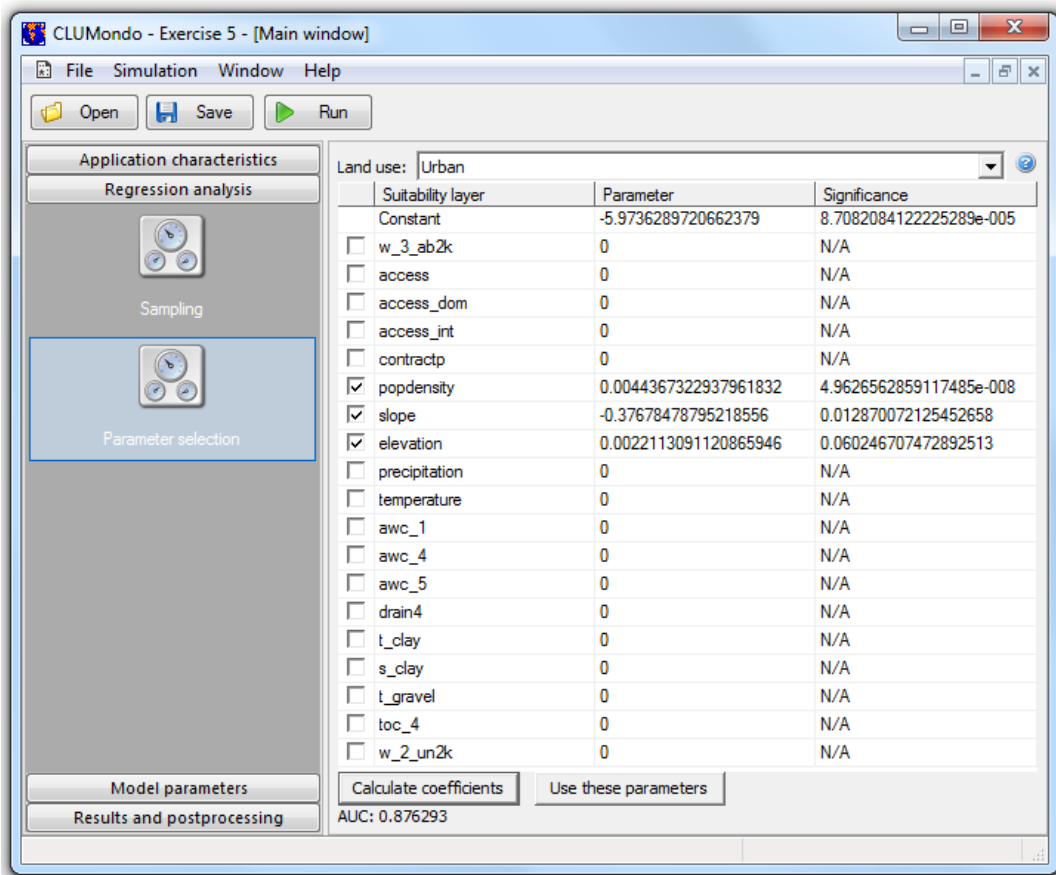 CLUMondo - Exercise 5 - [Main window]
File Simulation Window Help
Open Save Run
Application characteristics
Regression analysis
Sampling
Parameter selection
Model parameters
Results and postprocessing
Land use: Urban
Suitability layer Parameter Significance
Constant -5.9736289720662379 8.7082084122225289e-005
w_3_ab2k 0 N/A
access 0 N/A
access_dom 0 N/A
access_int 0 N/A
contractp 0 N/A
popdensity 0.0044367322937961832 4.9626562859117485e-008
slope -0.37678478795218556 0.012870072125452658
elevation 0.0022113091120865946 0.060246707472892513
precipitation 0 N/A
temperature 0 N/A
awc_1 0 N/A
awc_4 0 N/A
awc_5 0 N/A
drain4 0 N/A
t_clay 0 N/A
s_clay 0 N/A
t_gravel 0 N/A
toc_4 0 N/A
w_2_un2k 0 N/A
Calculate coefficients Use these parameters
AUC: 0.876293